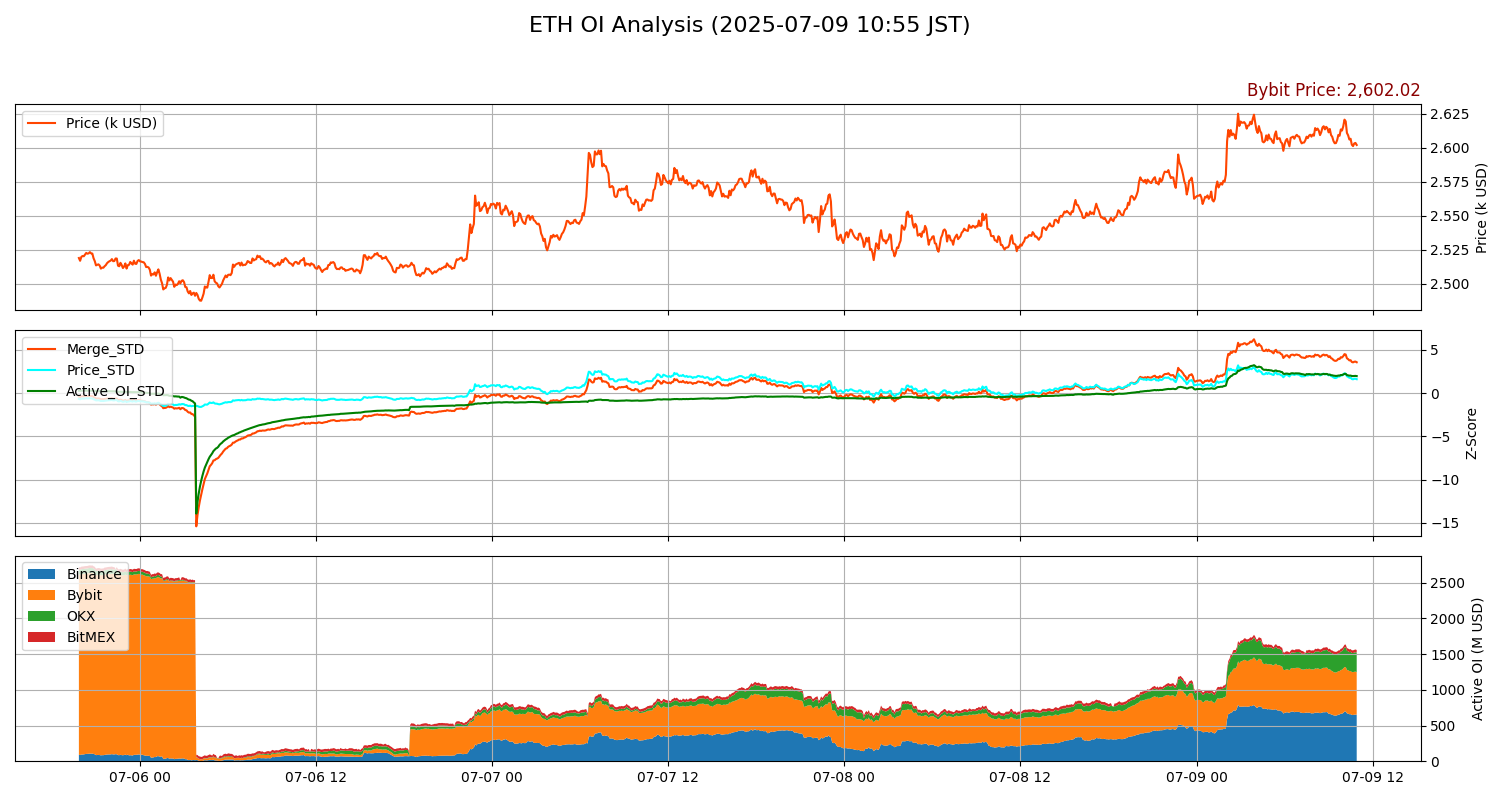 ETH OI Analysis (2025-07-09 10:55 JST)
Bybit Price: 2,602.02
Price (k USD)
2.625
2.600
2.575
2.550
2.525
2.500
Price (k USD)
Merge_STD
Price_STD
Active_OI_STD
5
0
−5
−10
−15
Z-Score
Binance
Bybit
OKX
BitMEX
2500
2000
1500
1000
500
0
Active OI (M USD)
07-06 00
07-06 12
07-07 00
07-07 12
07-08 00
07-08 12
07-09 00
07-09 12